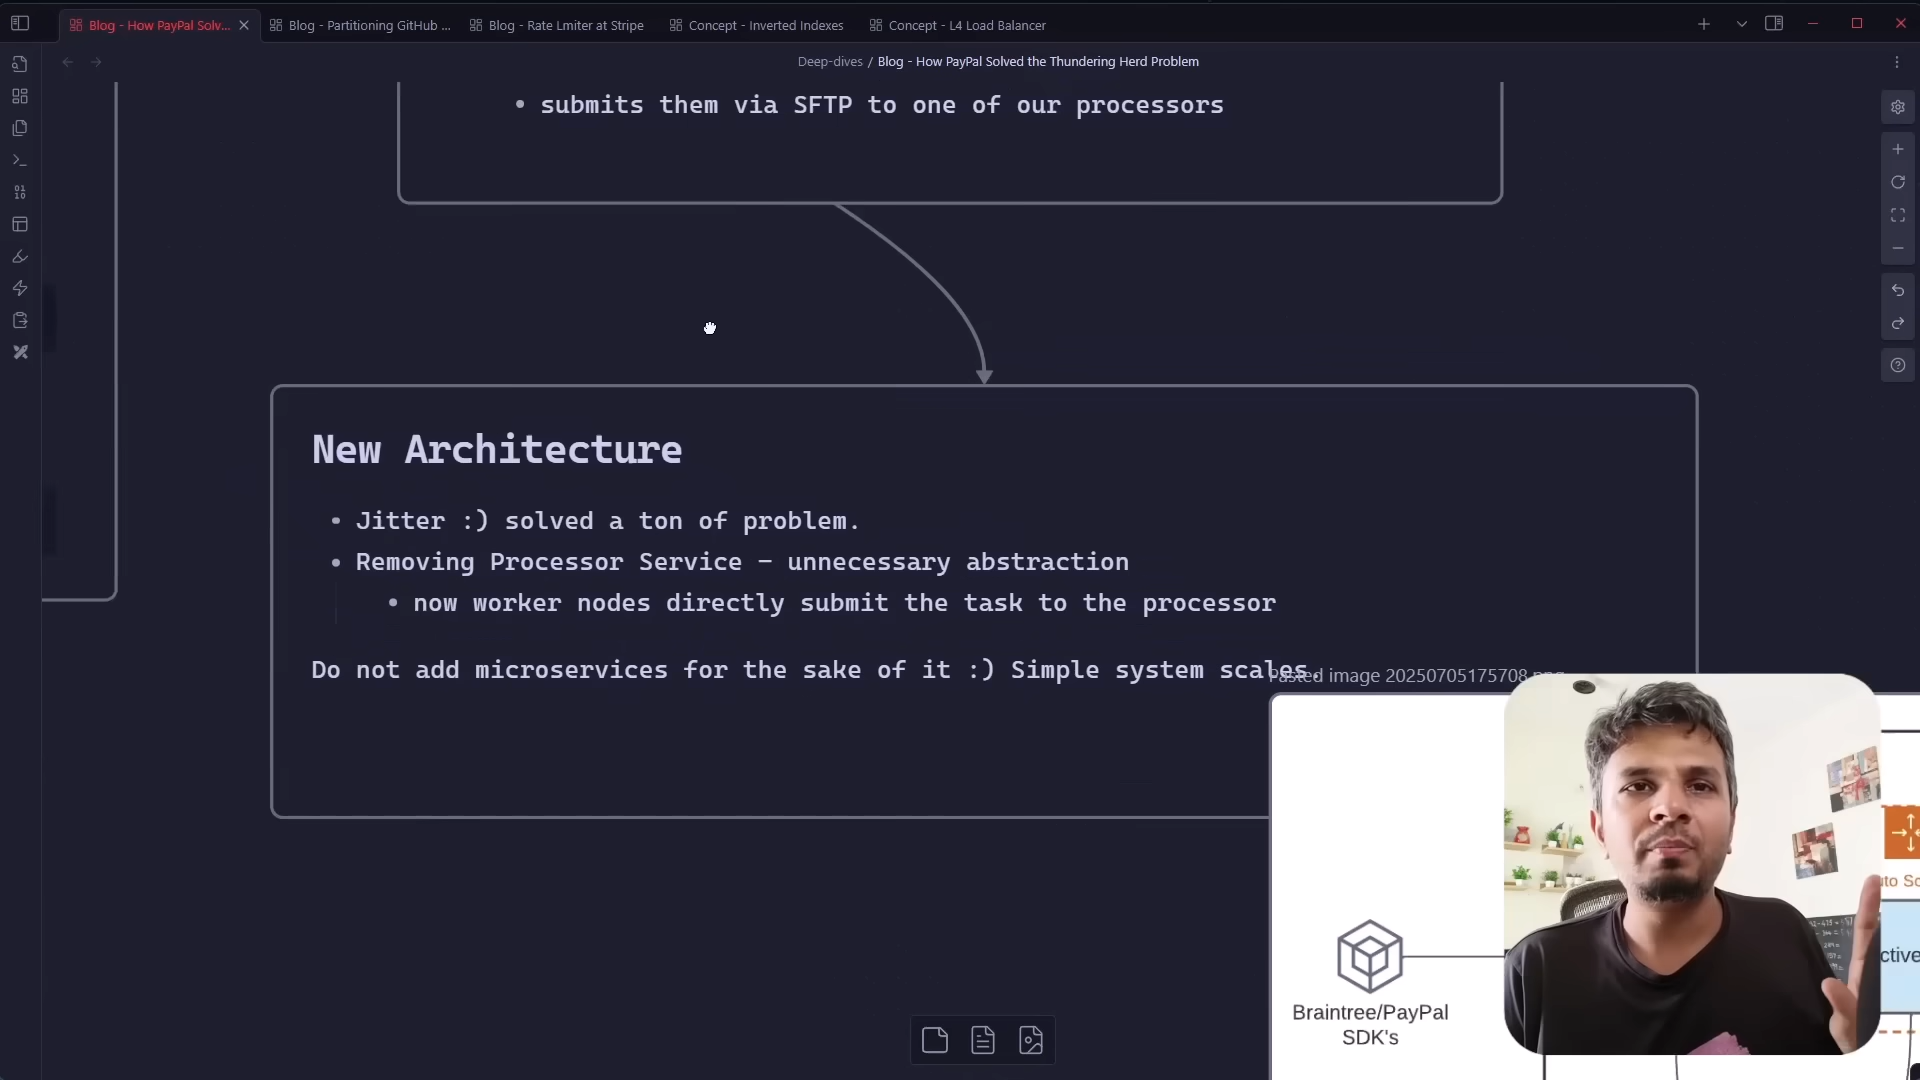 Blog - How PayPal Solv...
Blog - Partitioning GitHub ...
Blog - Rate Lmiter at Stripe
Concept - Inverted Indexes
Concept - L4 Load Balancer
Deep-dives / Blog - How PayPal Solved the Thundering Herd Problem
• submits them via SFTP to one of our processors
New Architecture
• Jitter :) solved a ton of problem.
• Removing Processor Service – unnecessary abstraction
• now worker nodes directly submit the task to the processor
Do not add microservices for the sake of it :) Simple system scales.
Pasted image 20250705175708.png
Braintree/PayPal
SDK's